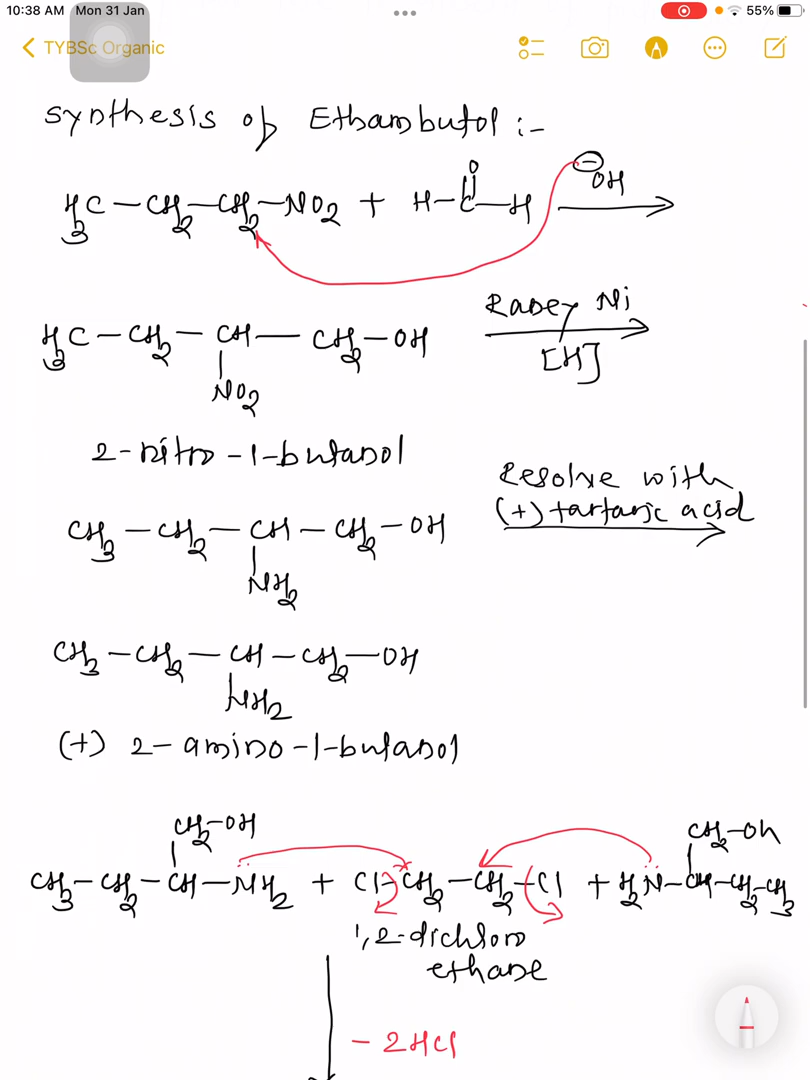 10:38 AM Mon 31 Jan
55%
TYBSc Organic
Synthesis of Ethambutol :-
H3C-CH2-CH2-NO2 + H-C(=O)-H ⊖OH
H3C-CH2-CH-CH2-OH
NO2
Raney Ni
[H]
2-nitro-1-butanol
CH3-CH2-CH-CH2-OH
NH2
Resolve with
(+) tartaric acid
CH3-CH2-CH-CH2-OH
NH2
(+) 2-amino-1-butanol
CH2-OH
CH2-Oh
CH3-CH2-CH-NH2 + Cl-CH2-CH2-Cl + H2N-CH-CH2-CH3
1,2-dichloro
ethane
- 2HCl